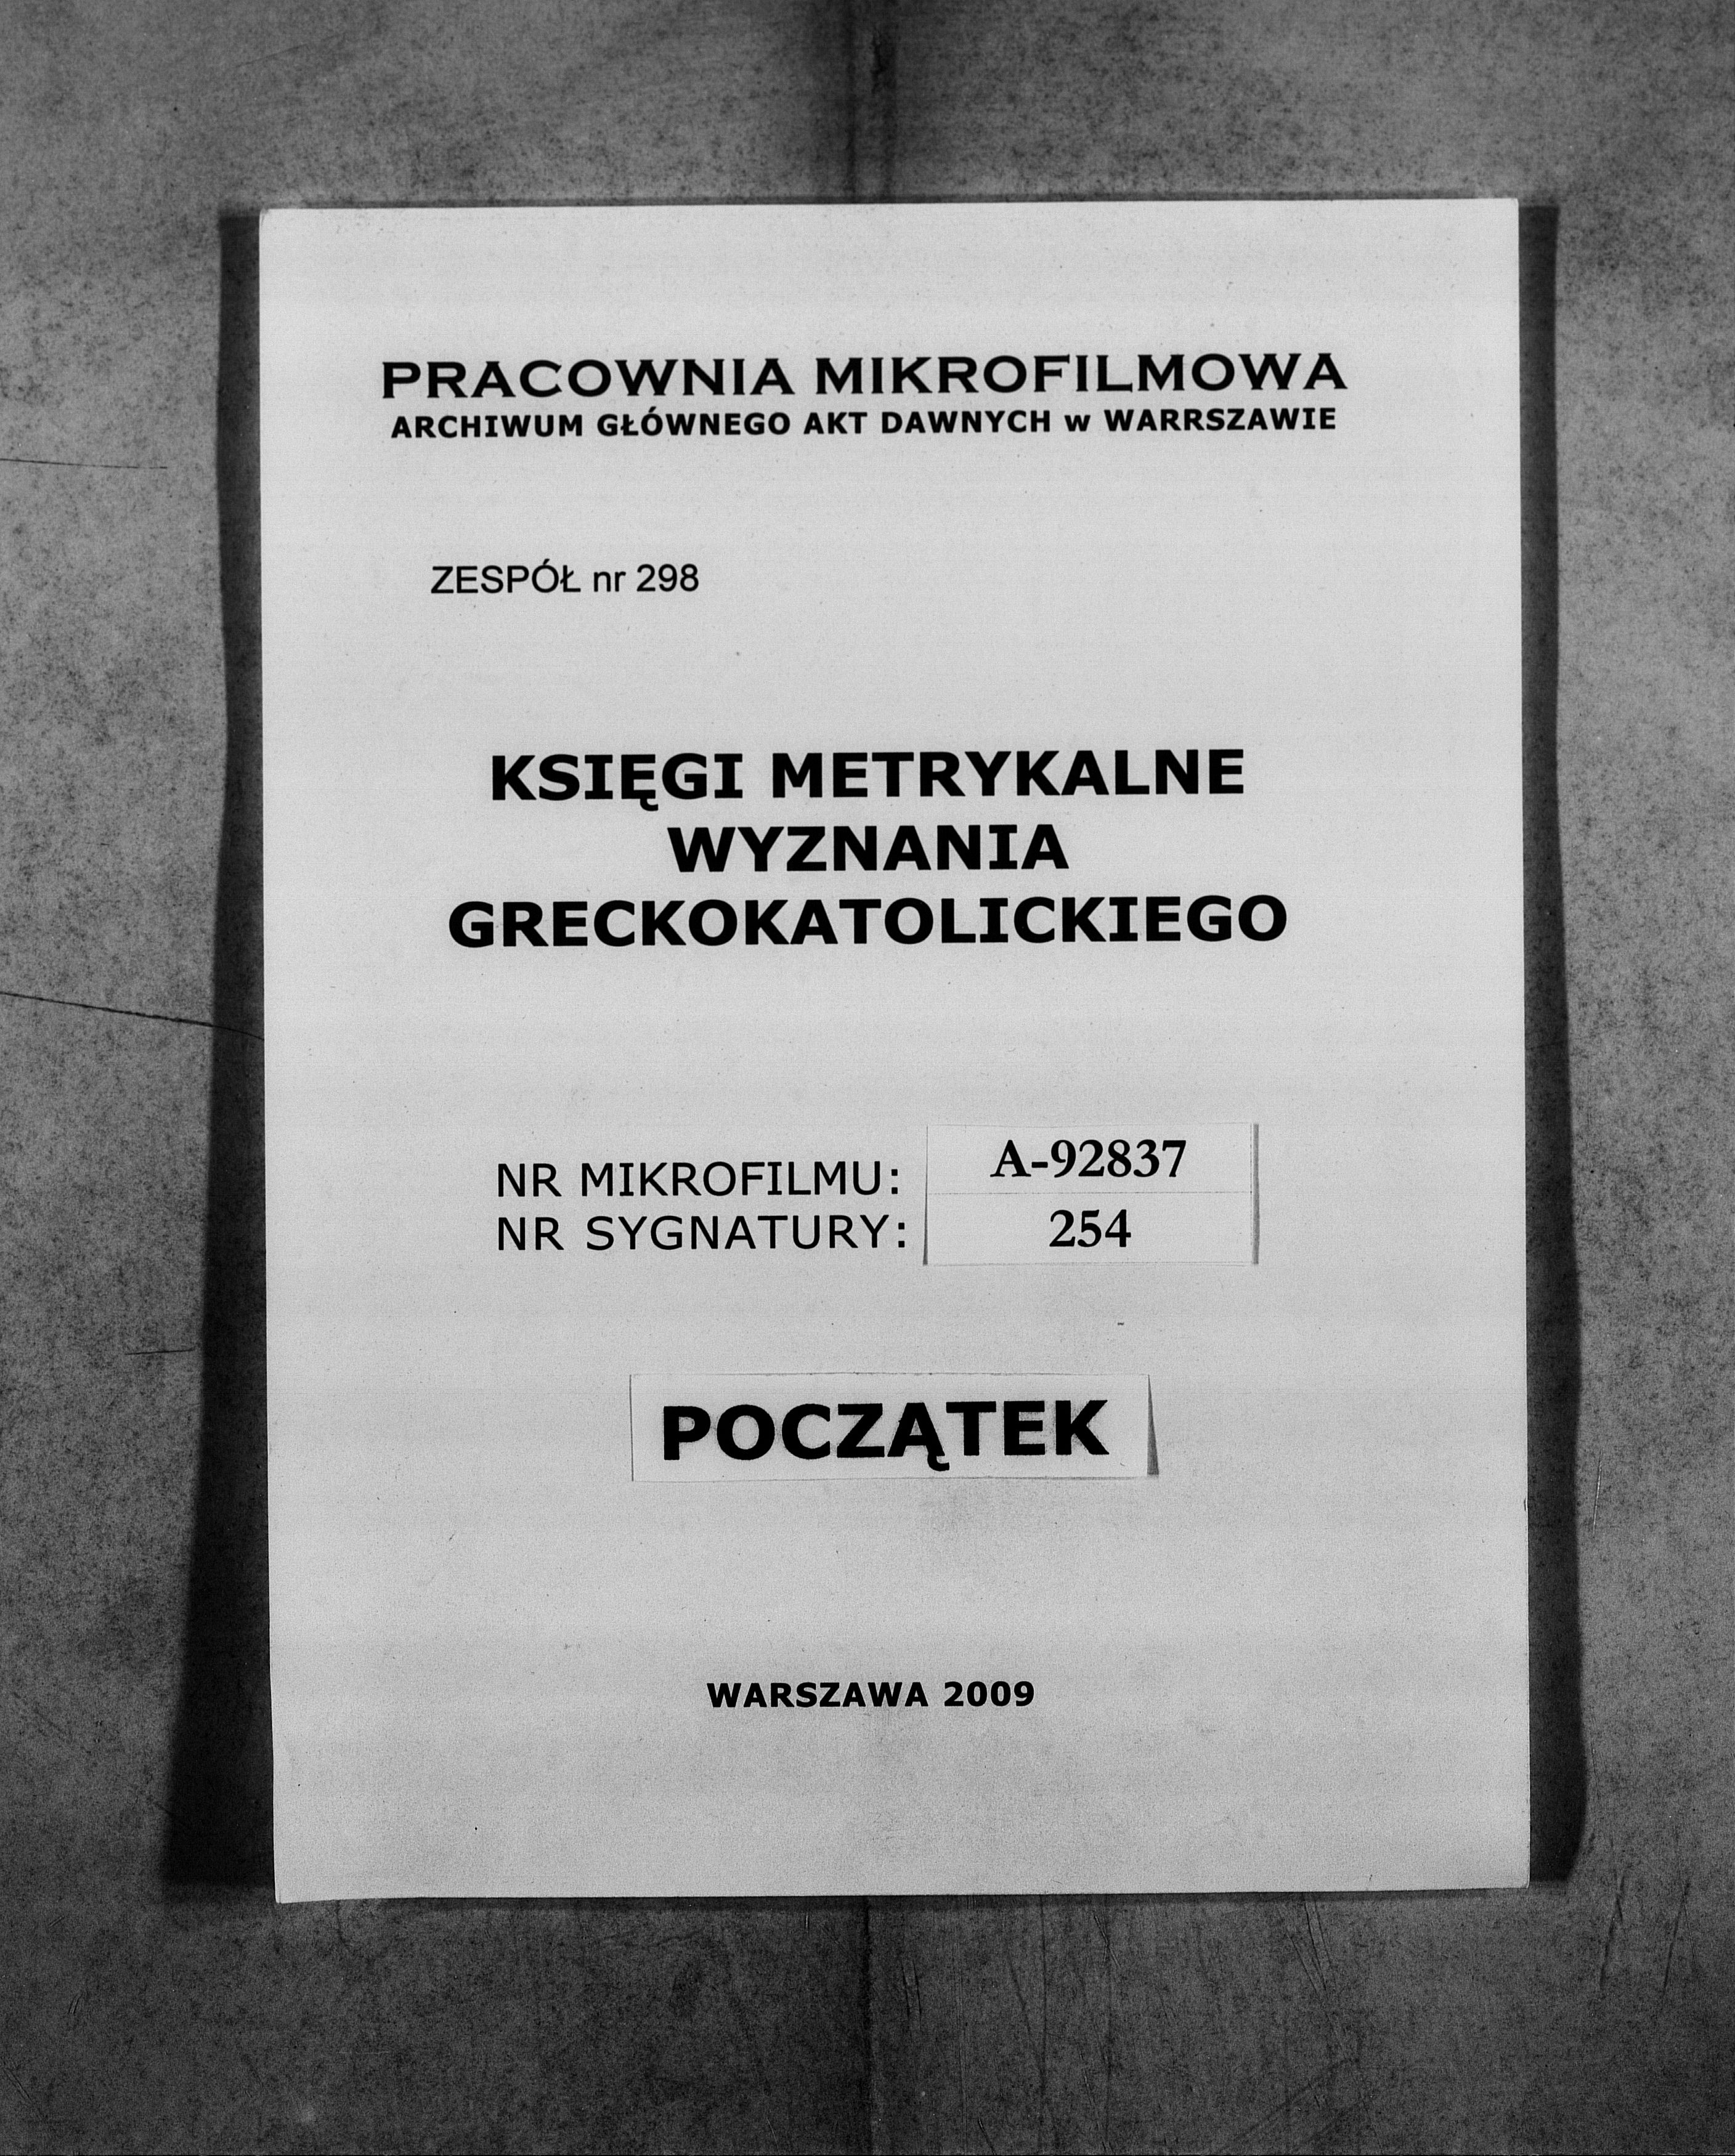 PRACOWNIA MIKROFILMOWA
ARCHIWUM GŁÓWNEGO AKT DAWNYCH w WARRSZAWIE
ZESPÓŁ nr 298
KSIĘGI METRYKALNE
WYZNANIA
GRECKOKATOLICKIEGO
NR MIKROFILMU: A-92837
NR SYGNATURY: 254
POCZĄTEK
WARSZAWA 2009